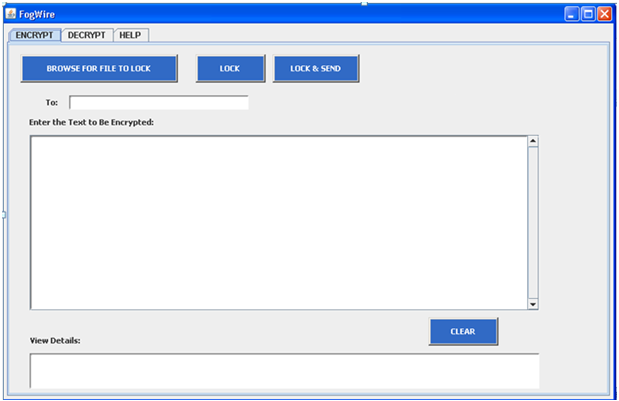 FogWire
ENCRYPT DECRYPT HELP
BROWSE FOR FILE TO LOCK LOCK LOCK & SEND
To:
Enter the Text to Be Encrypted:
CLEAR
View Details: